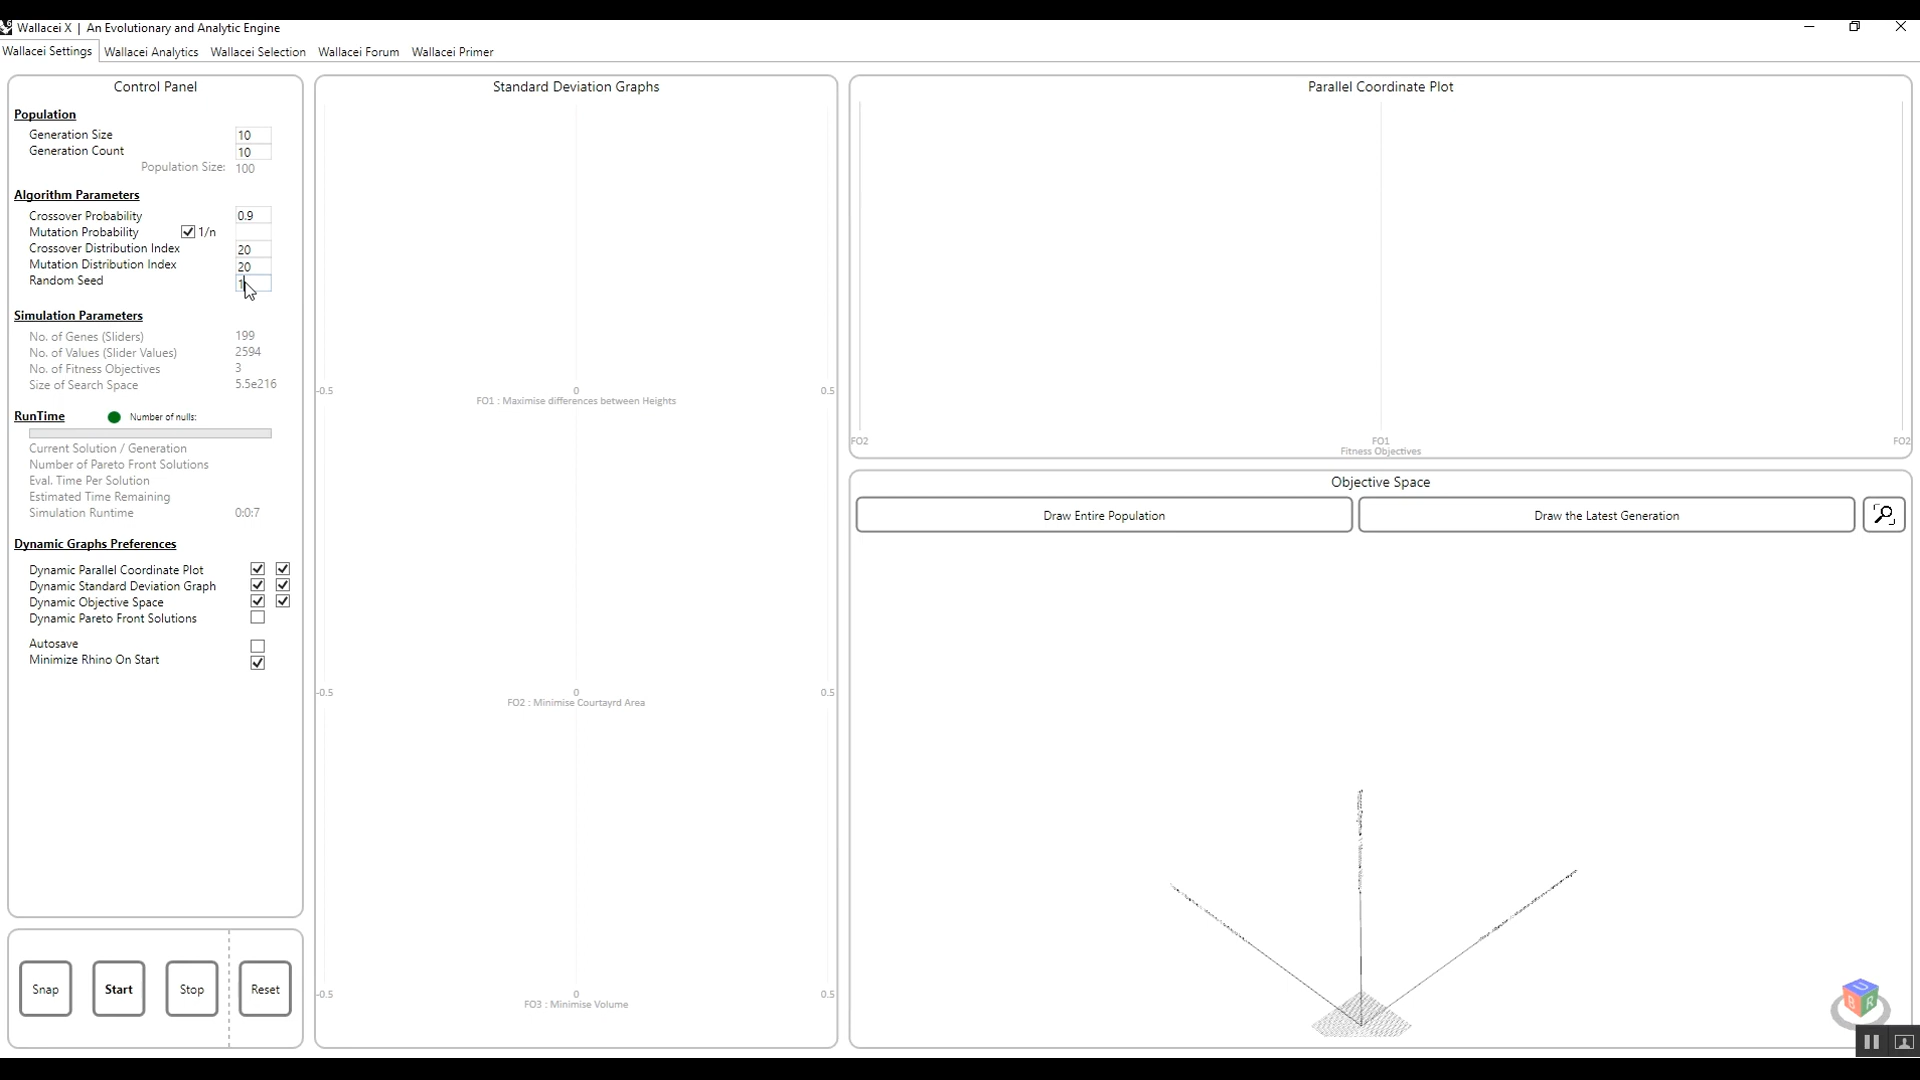 Wallacei X | An Evolutionary and Analytic Engine
Wallacei Settings Wallacei Analytics Wallacei Selection Wallacei Forum Wallacei Primer
Control Panel
Population
Generation Size 10
Generation Count 10
Population Size: 100
Algorithm Parameters
Crossover Probability 0.9
Mutation Probability 1/n
Crossover Distribution Index 20
Mutation Distribution Index 20
Random Seed
Simulation Parameters
No. of Genes (Sliders) 199
No. of Values (Slider Values) 2594
No. of Fitness Objectives 3
Size of Search Space 5.5e216
RunTime Number of nulls:
Current Solution / Generation
Number of Pareto Front Solutions
Eval. Time Per Solution
Estimated Time Remaining
Simulation Runtime 0:0:7
Dynamic Graphs Preferences
Dynamic Parallel Coordinate Plot
Dynamic Standard Deviation Graph
Dynamic Objective Space
Dynamic Pareto Front Solutions
Autosave
Minimize Rhino On Start
Snap Start Stop Reset
Standard Deviation Graphs
-0.5 0 0.5
FO1 : Maximise differences between Heights
-0.5 0 0.5
FO2 : Minimise Courtayrd Area
-0.5 0 0.5
FO3 : Minimise Volume
Parallel Coordinate Plot
FO2 FO1 FO2
Fitness Objectives
Objective Space
Draw Entire Population Draw the Latest Generation
U
B R